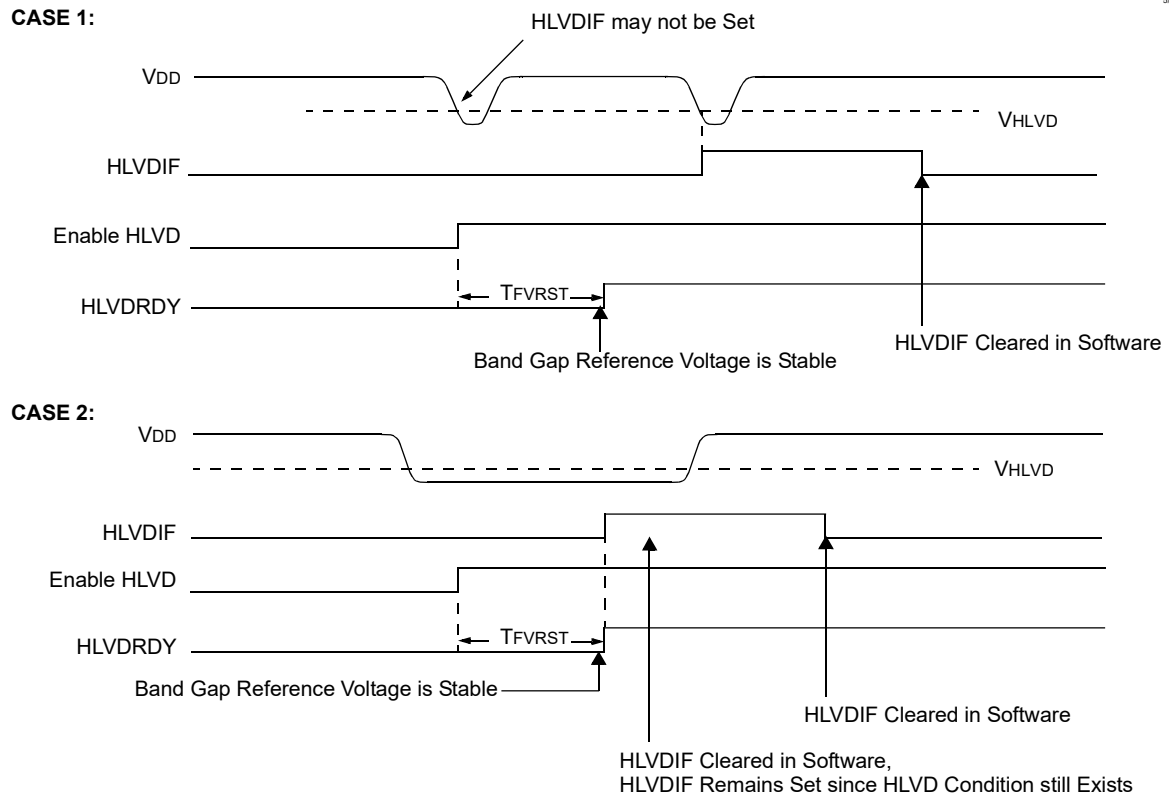 CASE 1:
HLVDIF may not be Set
VDD
VHLVD
HLVDIF
Enable HLVD
TFVRST
HLVDRDY
HLVDIF Cleared in Software
Band Gap Reference Voltage is Stable
CASE 2:
VDD
VHLVD
HLVDIF
Enable HLVD
TFVRST
HLVDRDY
Band Gap Reference Voltage is Stable
HLVDIF Cleared in Software
HLVDIF Cleared in Software,
HLVDIF Remains Set since HLVD Condition still Exists